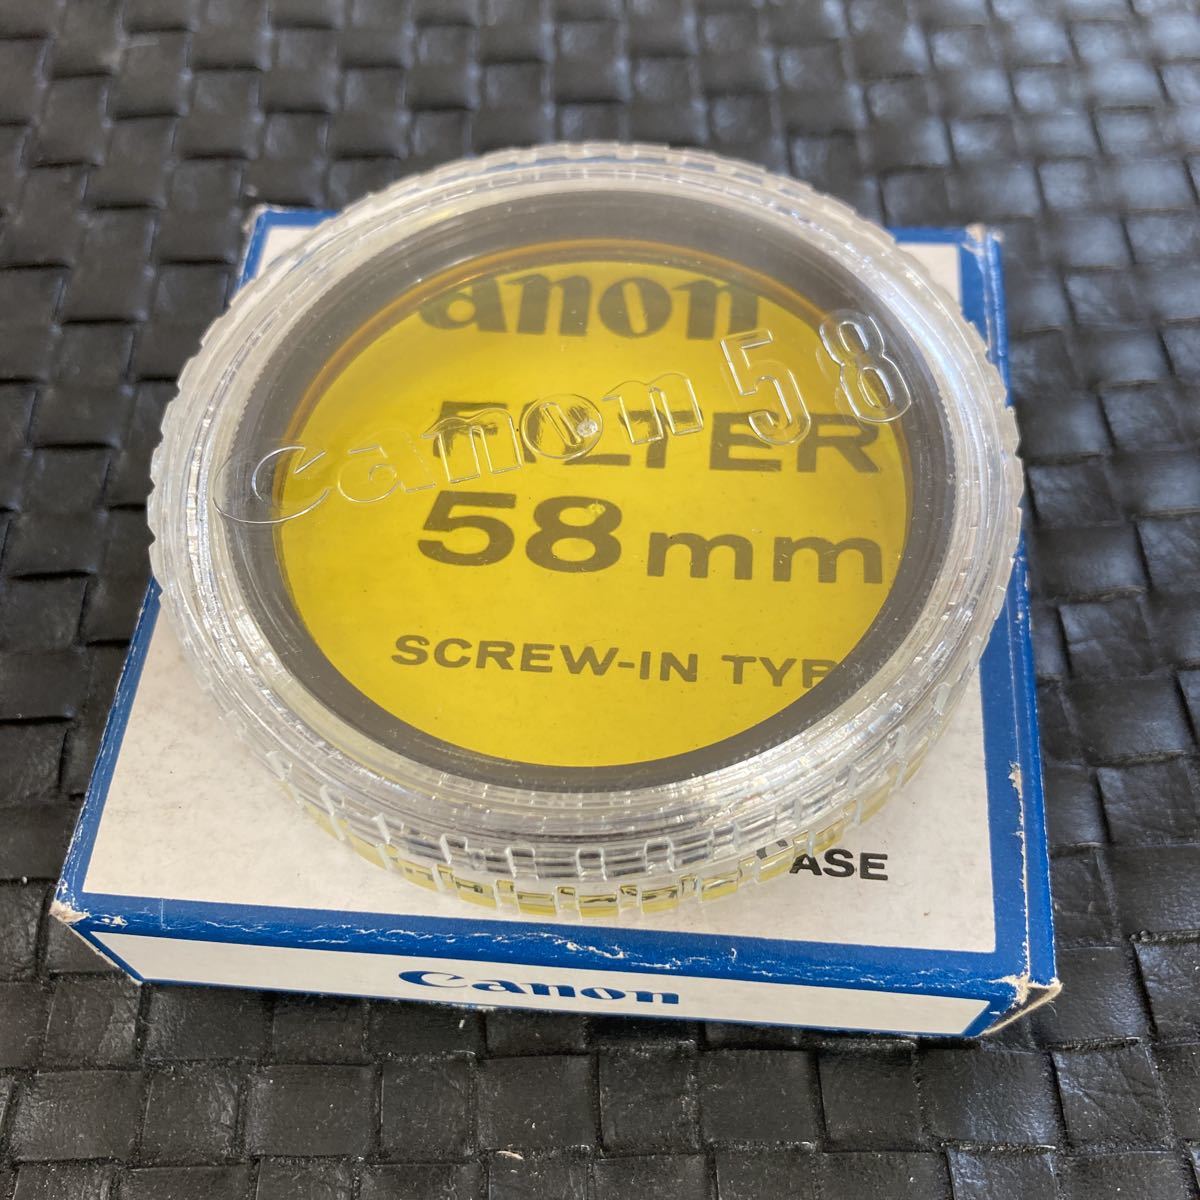 anon
Canon 58
FILTER
58mm
SCREW-IN TYP
ASE
Canon